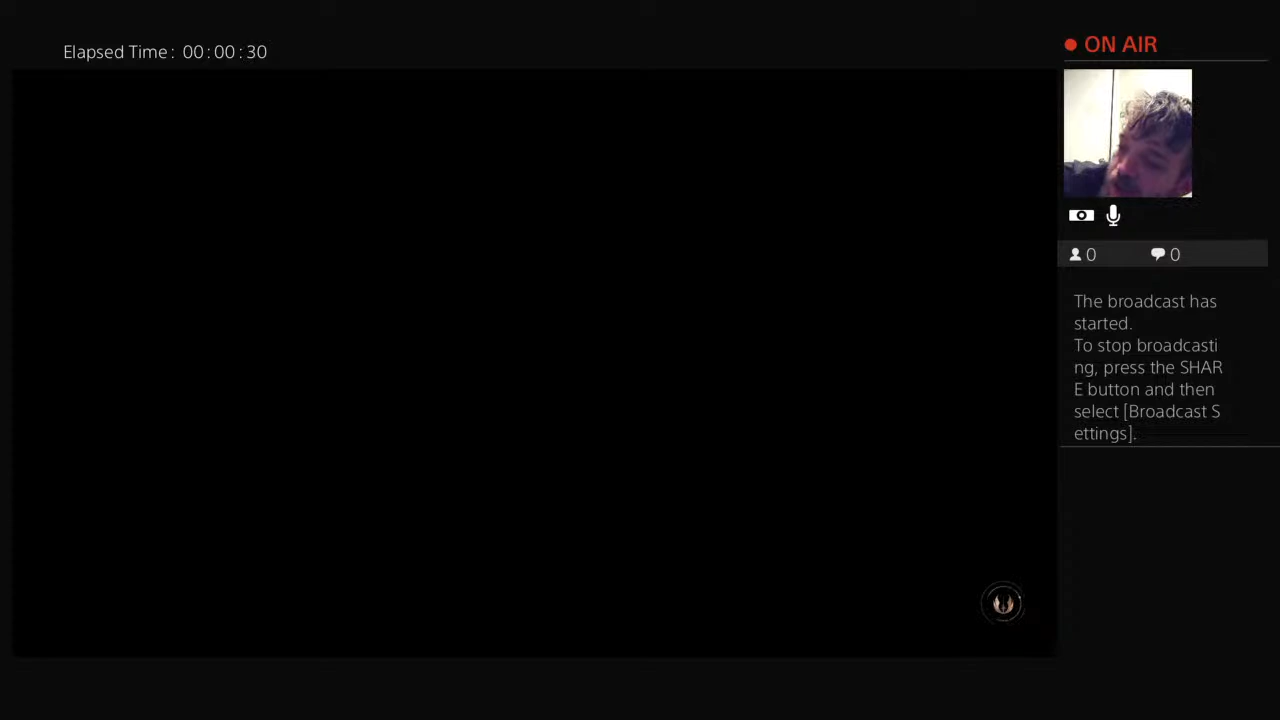 Elapsed Time: 00:00:30
ON AIR
0 0
The broadcast has
started.
To stop broadcasti
ng, press the SHAR
E button and then
select [Broadcast S
ettings].